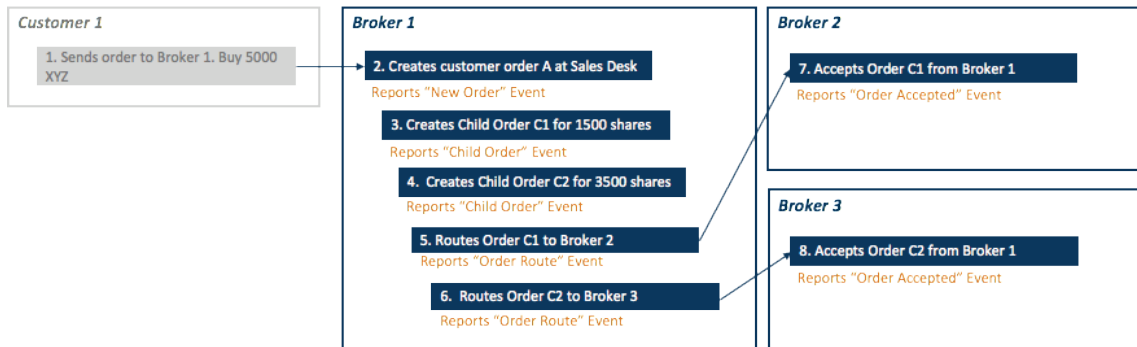 Customer 1
1. Sends order to Broker 1. Buy 5000
XYZ
Broker 1
2. Creates customer order A at Sales Desk
Reports "New Order" Event
3. Creates Child Order C1 for 1500 shares
Reports "Child Order" Event
4. Creates Child Order C2 for 3500 shares
Reports "Child Order" Event
5. Routes Order C1 to Broker 2
Reports "Order Route" Event
6. Routes Order C2 to Broker 3
Reports "Order Route" Event
Broker 2
7. Accepts Order C1 from Broker 1
Reports "Order Accepted" Event
Broker 3
8. Accepts Order C2 from Broker 1
Reports "Order Accepted" Event